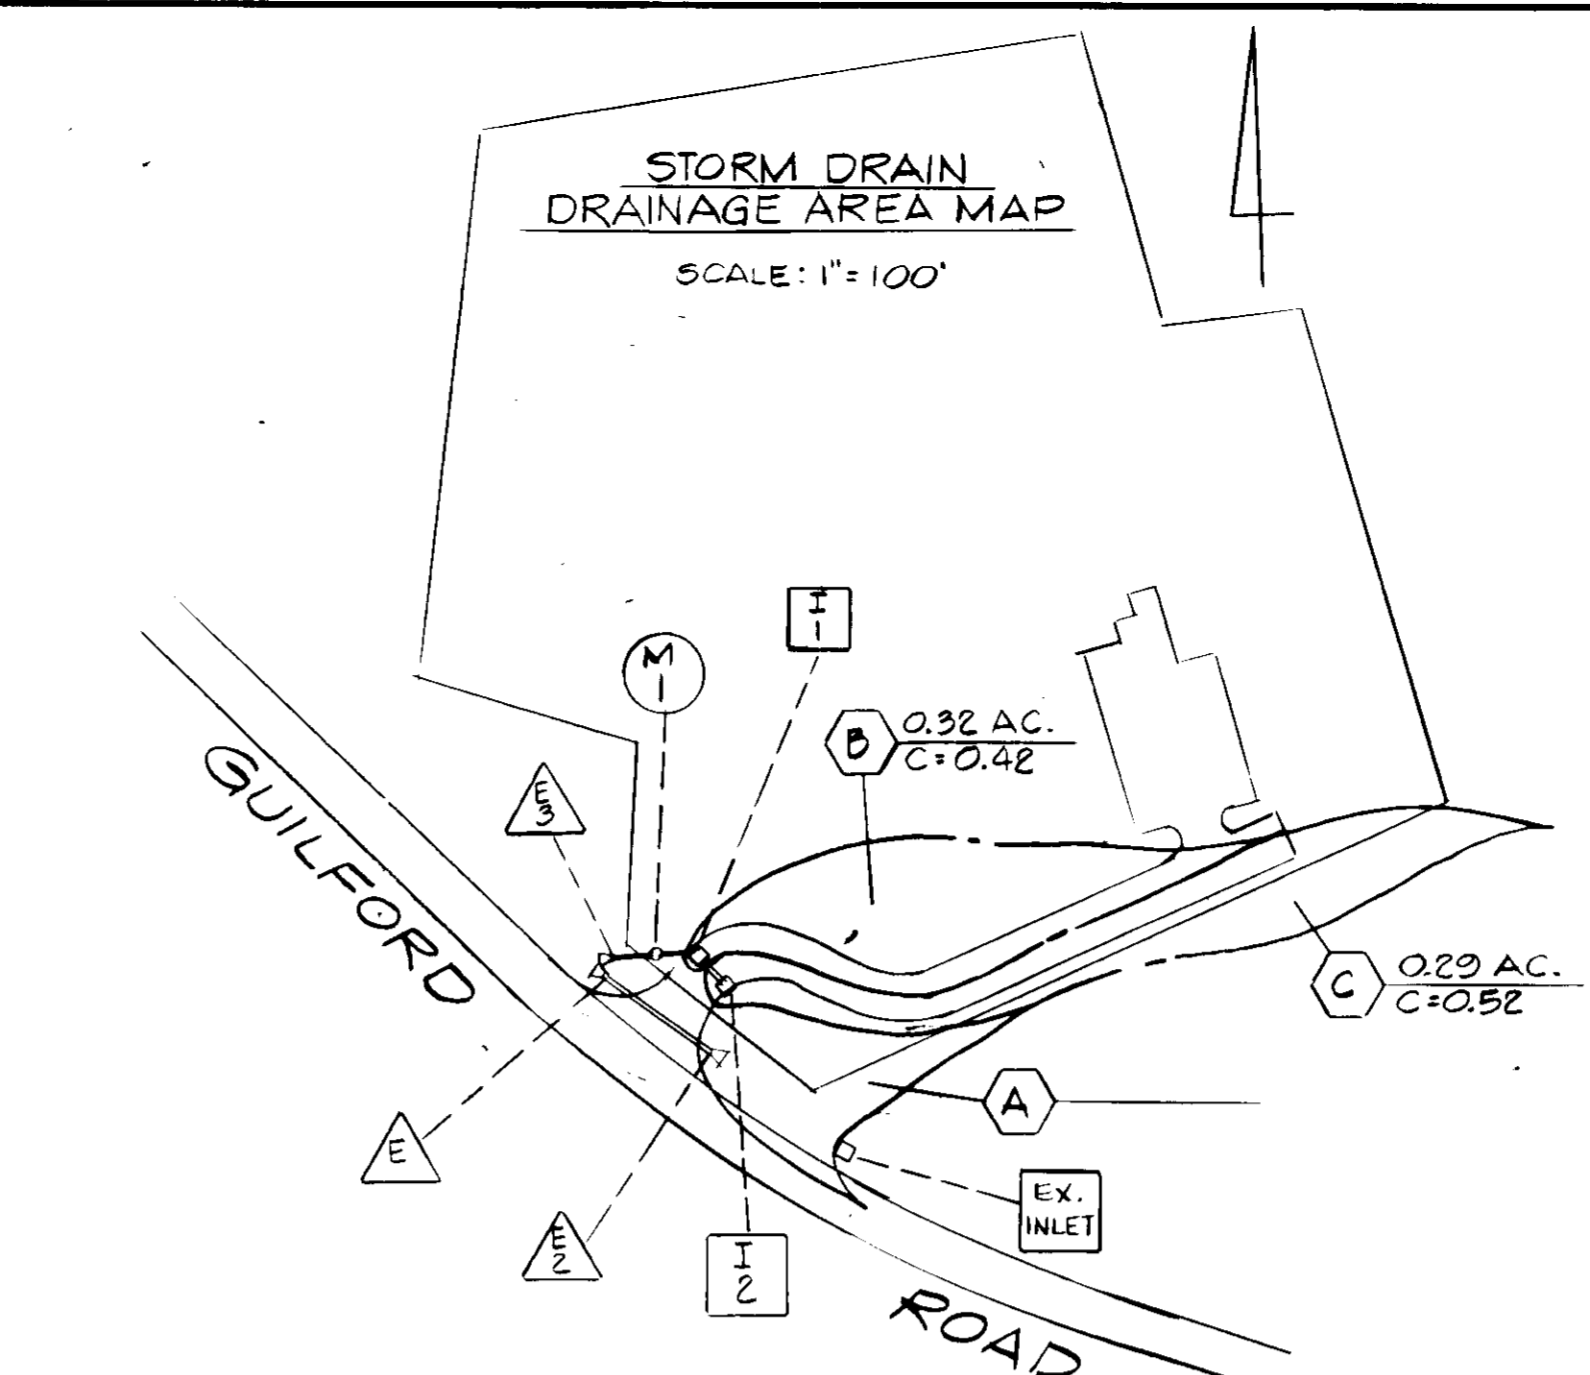 STORM DRAIN
DRAINAGE AREA MAP
SCALE: 1"=100'
I
1
M
1
B
0.32 AC.
C=0.42
E
3
GUILFORD
C
0.29 AC.
C=0.52
A
E
EX.
INLET
E
2
I
2
ROAD